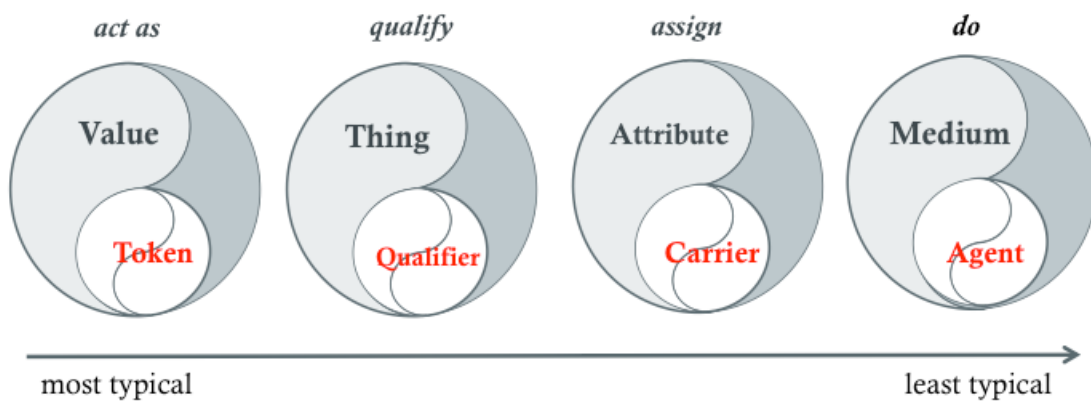 act as qualify assign do
Value Thing Attribute Medium
Token Qualifier Carrier Agent
most typical least typical